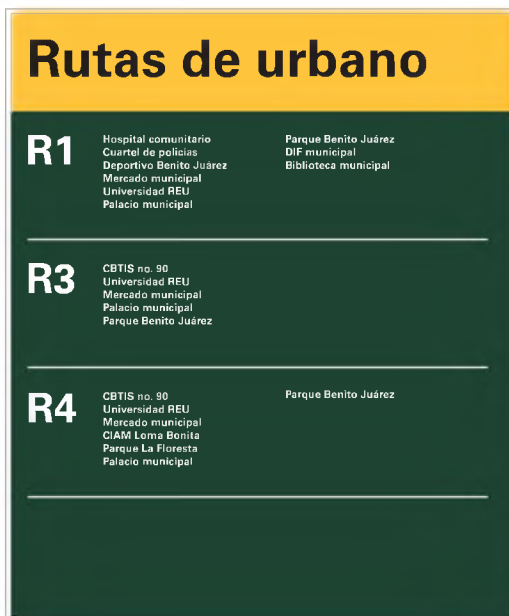 Rutas de urbano
R1
Hospital comunitario
Cuartel de policías
Deportivo Benito Juárez
Mercado municipal
Universidad REU
Palacio municipal
Parque Benito Juárez
DIF municipal
Biblioteca municipal
R3
CBTIS no. 90
Universidad REU
Mercado municipal
Palacio municipal
Parque Benito Juárez
R4
CBTIS no. 90
Universidad REU
Mercado municipal
CIAM Loma Bonita
Parque La Floresta
Palacio municipal
Parque Benito Juárez